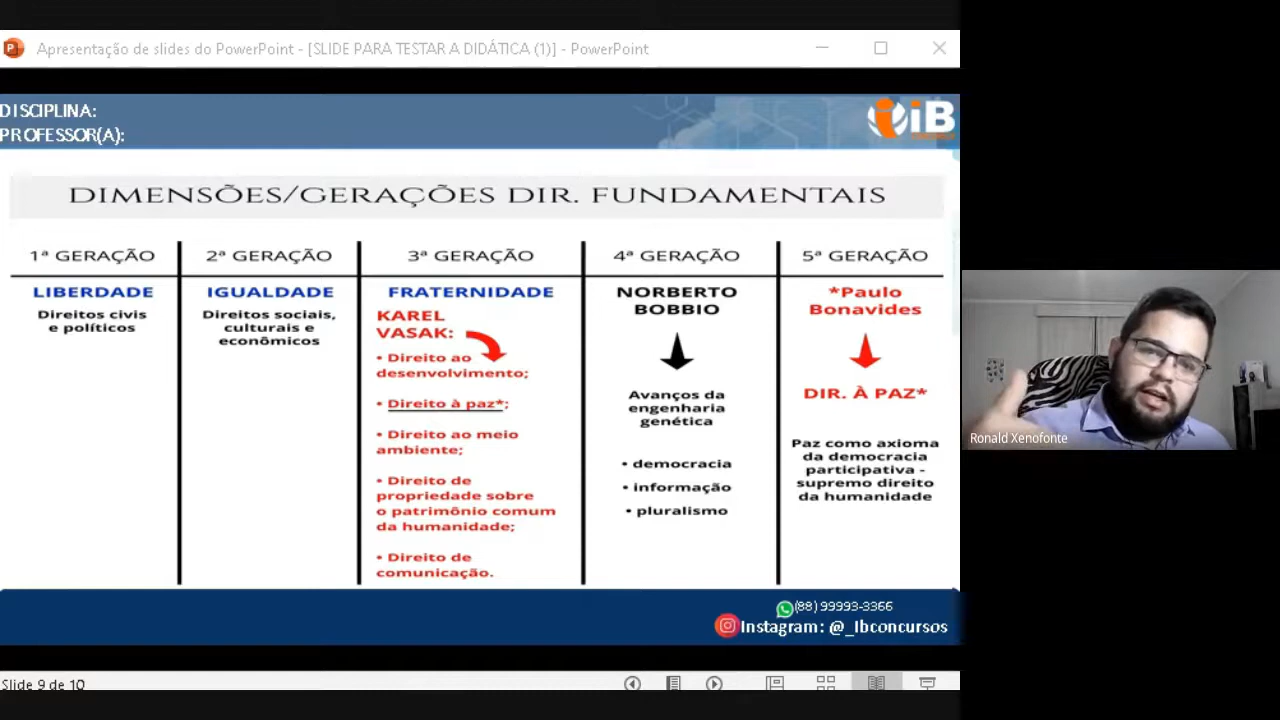 Apresentação de slides do PowerPoint - [SLIDE PARA TESTAR A DIDÁTICA (1)] - PowerPoint
DISCIPLINA:
PROFESSOR(A):
iB
DIMENSÕES/GERAÇÕES DIR. FUNDAMENTAIS
1ª GERAÇÃO
LIBERDADE
Direitos civis
e políticos
2ª GERAÇÃO
IGUALDADE
Direitos sociais,
culturais e
econômicos
3ª GERAÇÃO
FRATERNIDADE
KAREL
VASAK:
• Direito ao
desenvolvimento;
• Direito à paz*;
• Direito ao meio
ambiente;
• Direito de
propriedade sobre
o patrimônio comum
da humanidade;
• Direito de
comunicação.
4ª GERAÇÃO
NORBERTO
BOBBIO
Avanços da
engenharia
genética
• democracia
• informação
• pluralismo
5ª GERAÇÃO
*Paulo
Bonavides
DIR. À PAZ*
Paz como axioma
da democracia
participativa -
supremo direito
da humanidade
(88) 99993-3366
Instagram: @_Ibconcursos
Slide 9 de 10
Ronald Xenofonte